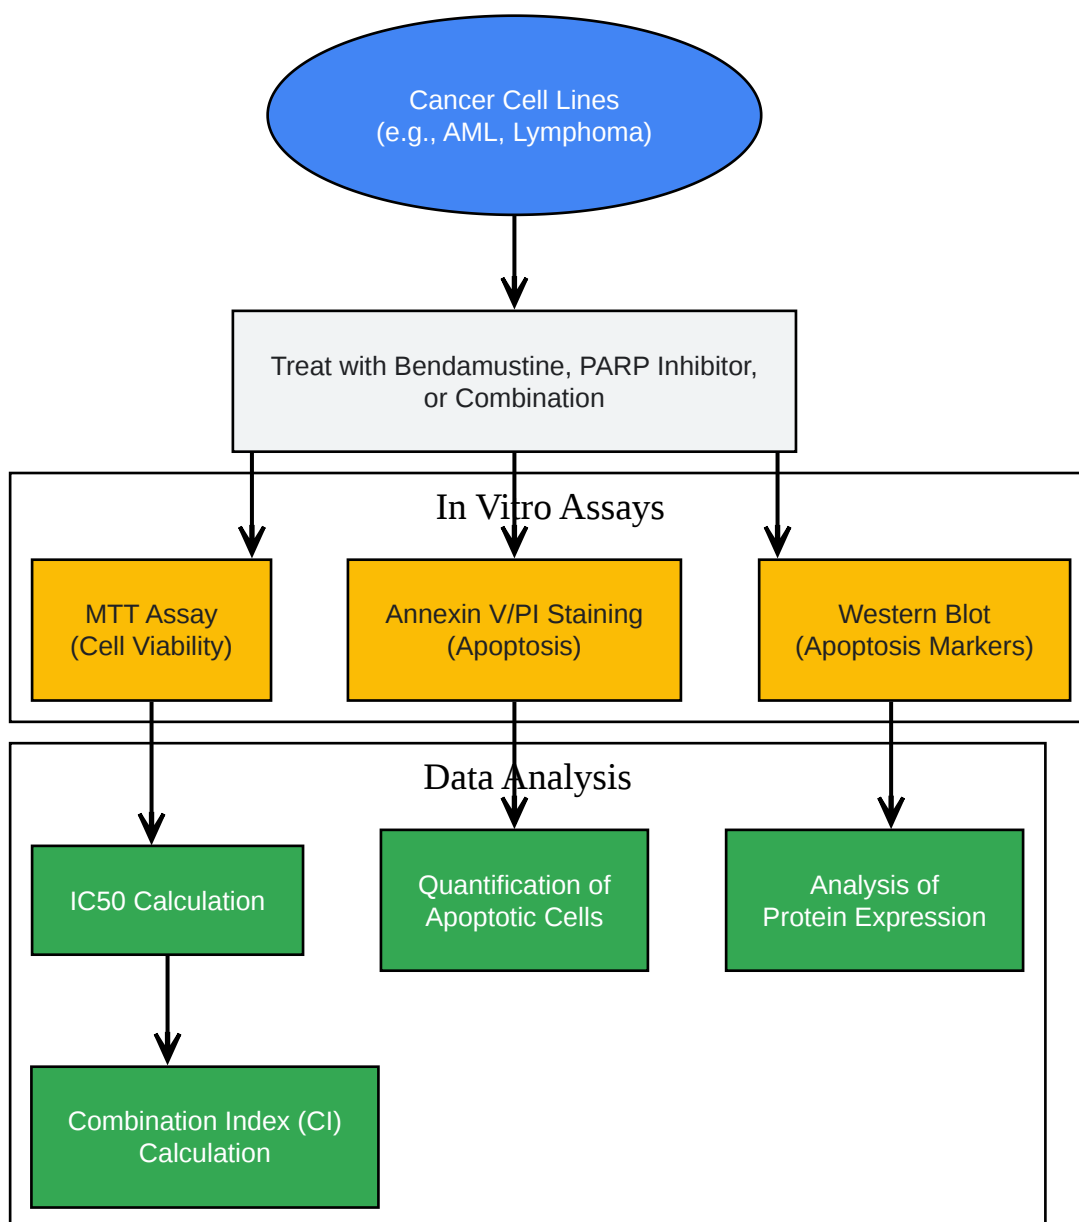 Cancer Cell Lines
(e.g., AML, Lymphoma)
Treat with Bendamustine, PARP Inhibitor,
or Combination
In Vitro Assays
MTT Assay
(Cell Viability)
Annexin V/PI Staining
(Apoptosis)
Western Blot
(Apoptosis Markers)
Data Analysis
IC50 Calculation
Quantification of
Apoptotic Cells
Analysis of
Protein Expression
Combination Index (CI)
Calculation